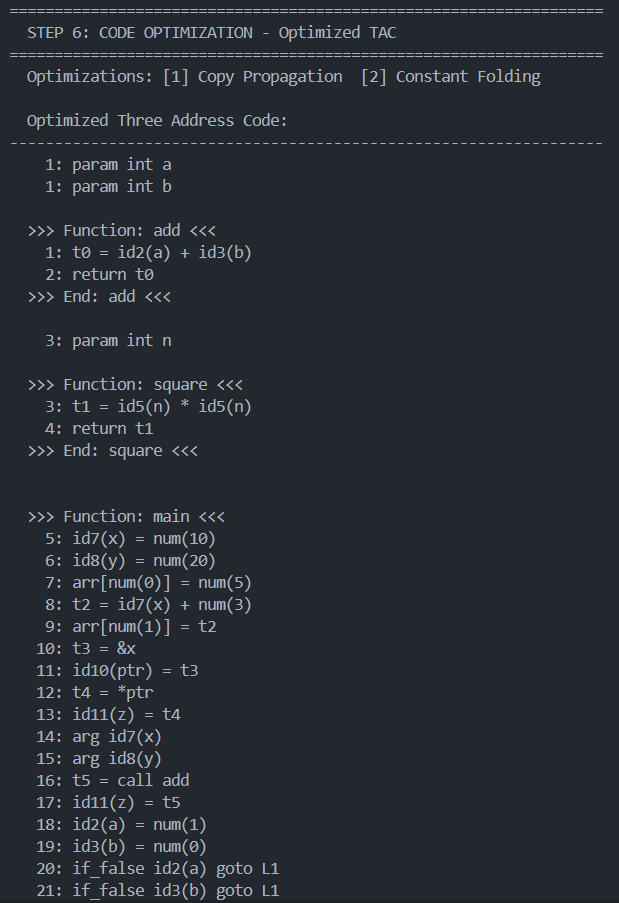 ==================================================================
STEP 6: CODE OPTIMIZATION - Optimized TAC
==================================================================
Optimizations: [1] Copy Propagation  [2] Constant Folding
Optimized Three Address Code:
------------------------------------------------------------------
1: param int a
1: param int b
>>> Function: add <<<
1: t0 = id2(a) + id3(b)
2: return t0
>>> End: add <<<
3: param int n
>>> Function: square <<<
3: t1 = id5(n) * id5(n)
4: return t1
>>> End: square <<<
>>> Function: main <<<
5: id7(x) = num(10)
6: id8(y) = num(20)
7: arr[num(0)] = num(5)
8: t2 = id7(x) + num(3)
9: arr[num(1)] = t2
10: t3 = &x
11: id10(ptr) = t3
12: t4 = *ptr
13: id11(z) = t4
14: arg id7(x)
15: arg id8(y)
16: t5 = call add
17: id11(z) = t5
18: id2(a) = num(1)
19: id3(b) = num(0)
20: if_false id2(a) goto L1
21: if_false id3(b) goto L1